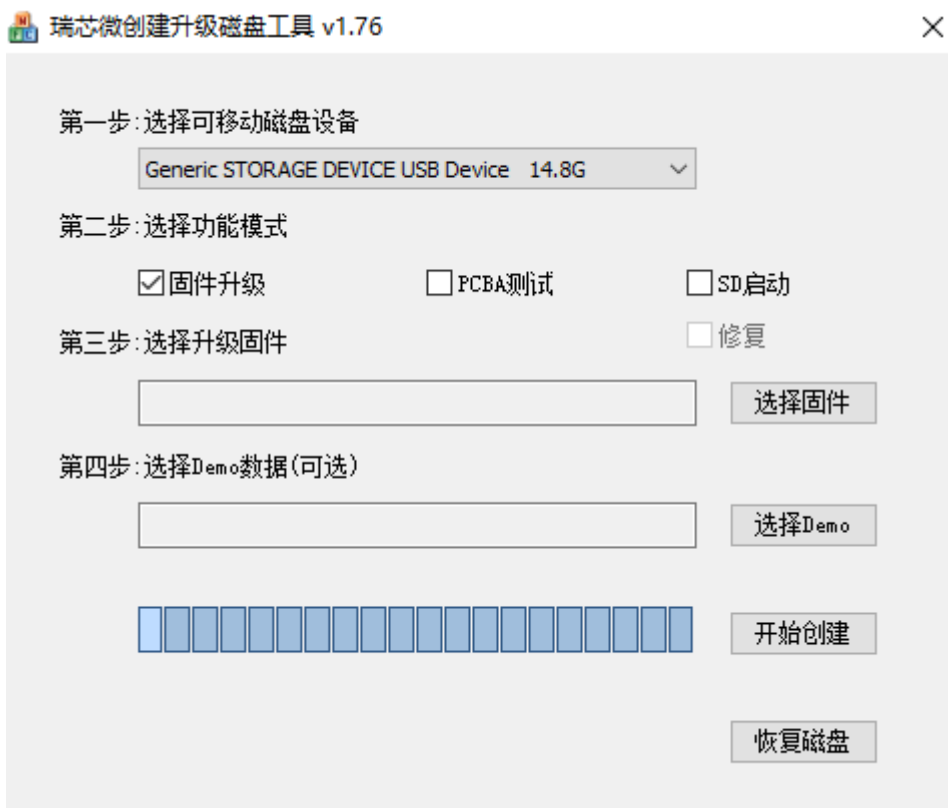 瑞芯微创建升级磁盘工具 v1.76
第一步:选择可移动磁盘设备
Generic STORAGE DEVICE USB Device 14.8G
第二步:选择功能模式
固件升级 PCBA测试 SD启动
修复
第三步:选择升级固件
选择固件
第四步:选择Demo数据(可选)
选择Demo
开始创建
恢复磁盘